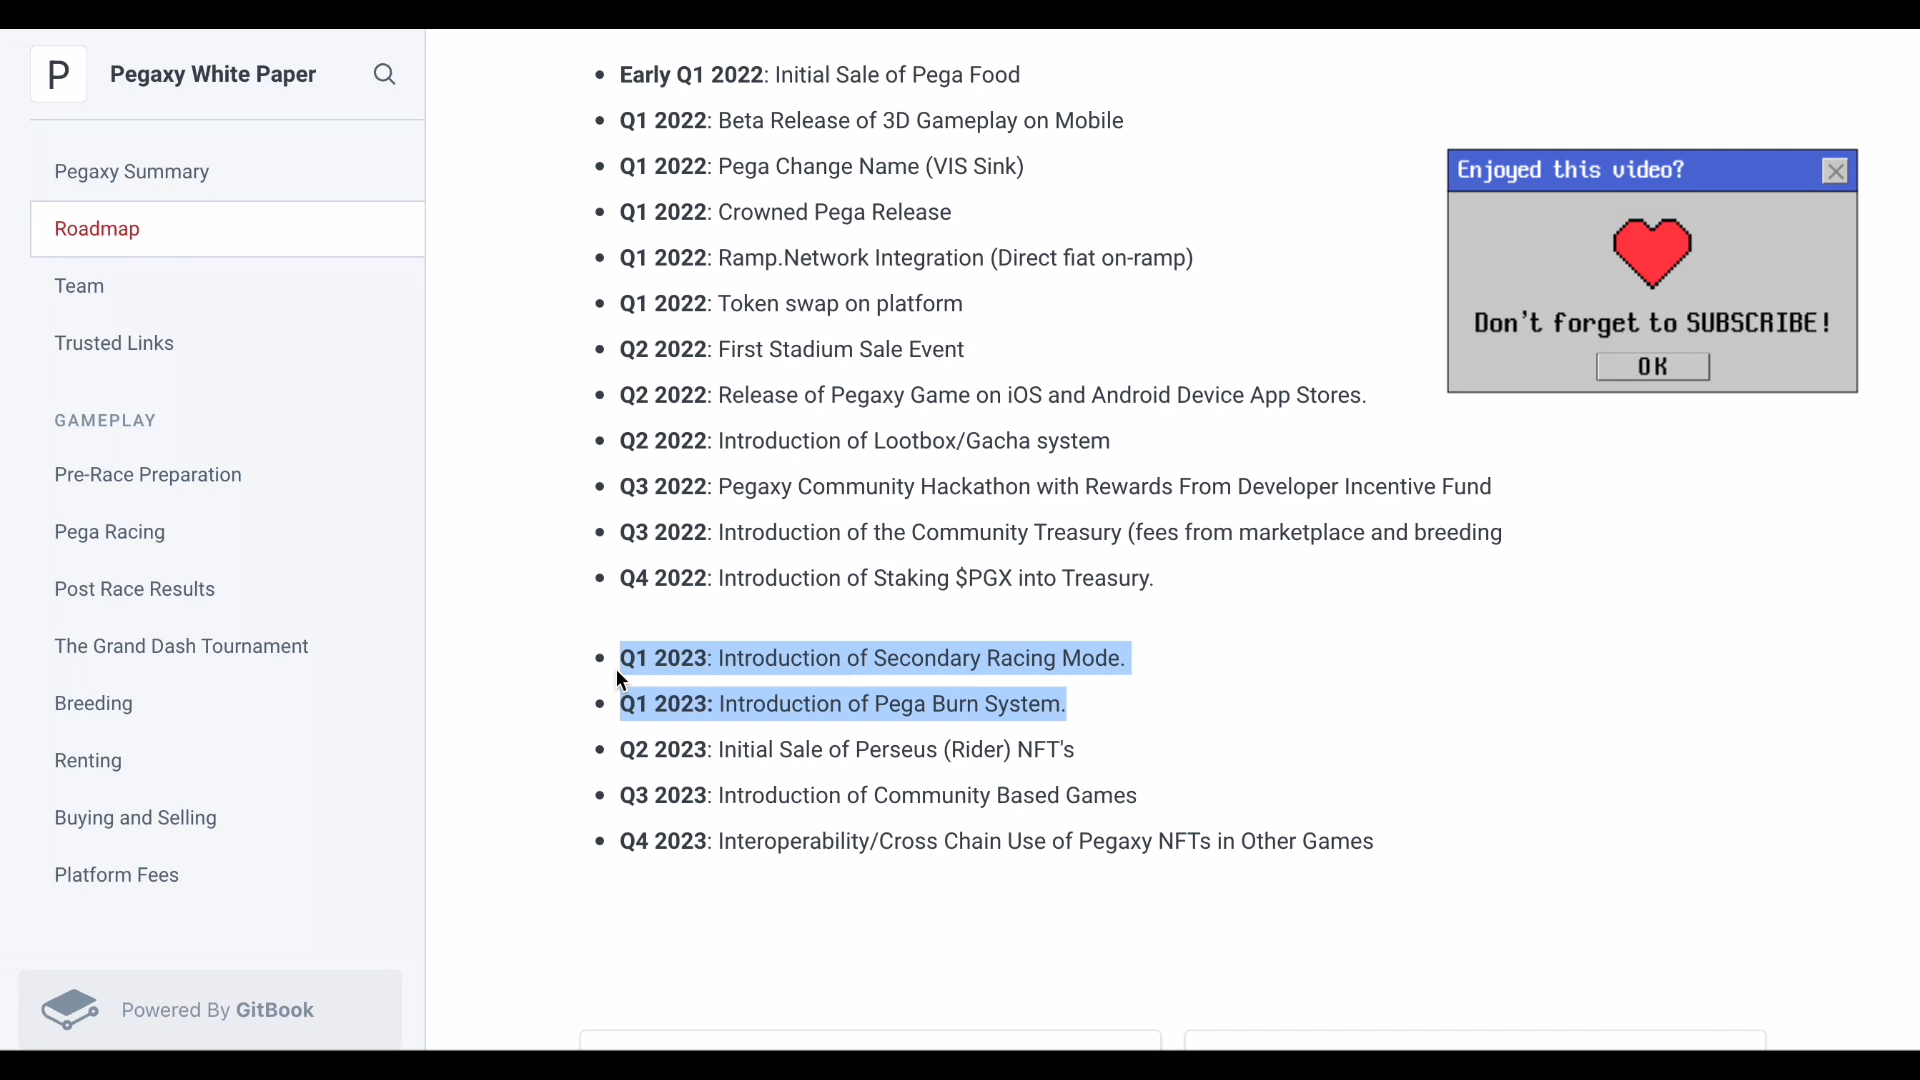 P
Pegaxy White Paper
Pegaxy Summary
Roadmap
Team
Trusted Links
GAMEPLAY
Pre-Race Preparation
Pega Racing
Post Race Results
The Grand Dash Tournament
Breeding
Renting
Buying and Selling
Platform Fees
Powered By GitBook
Early Q1 2022: Initial Sale of Pega Food
Q1 2022: Beta Release of 3D Gameplay on Mobile
Q1 2022: Pega Change Name (VIS Sink)
Q1 2022: Crowned Pega Release
Q1 2022: Ramp.Network Integration (Direct fiat on-ramp)
Q1 2022: Token swap on platform
Q2 2022: First Stadium Sale Event
Q2 2022: Release of Pegaxy Game on iOS and Android Device App Stores.
Q2 2022: Introduction of Lootbox/Gacha system
Q3 2022: Pegaxy Community Hackathon with Rewards From Developer Incentive Fund
Q3 2022: Introduction of the Community Treasury (fees from marketplace and breeding
Q4 2022: Introduction of Staking $PGX into Treasury.
Q1 2023: Introduction of Secondary Racing Mode.
Q1 2023: Introduction of Pega Burn System.
Q2 2023: Initial Sale of Perseus (Rider) NFT's
Q3 2023: Introduction of Community Based Games
Q4 2023: Interoperability/Cross Chain Use of Pegaxy NFTs in Other Games
Enjoyed this video?
Don't forget to SUBSCRIBE!
OK